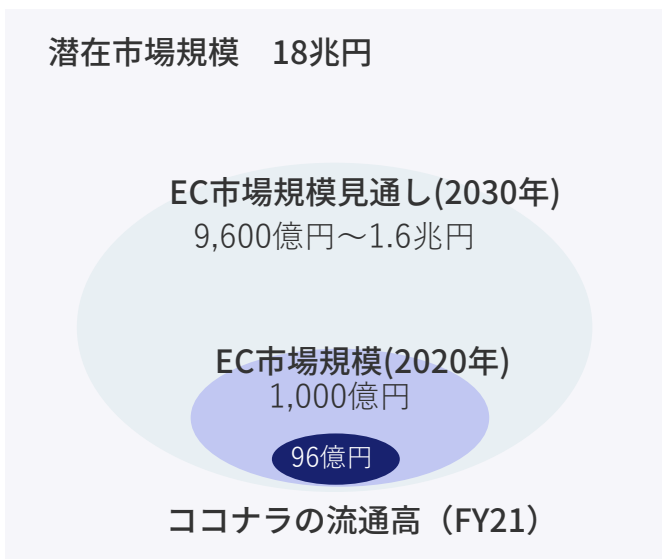 潜在市場規模　18兆円
EC市場規模見通し(2030年)
9,600億円〜1.6兆円
EC市場規模(2020年)
1,000億円
96億円
ココナラの流通高（FY21）